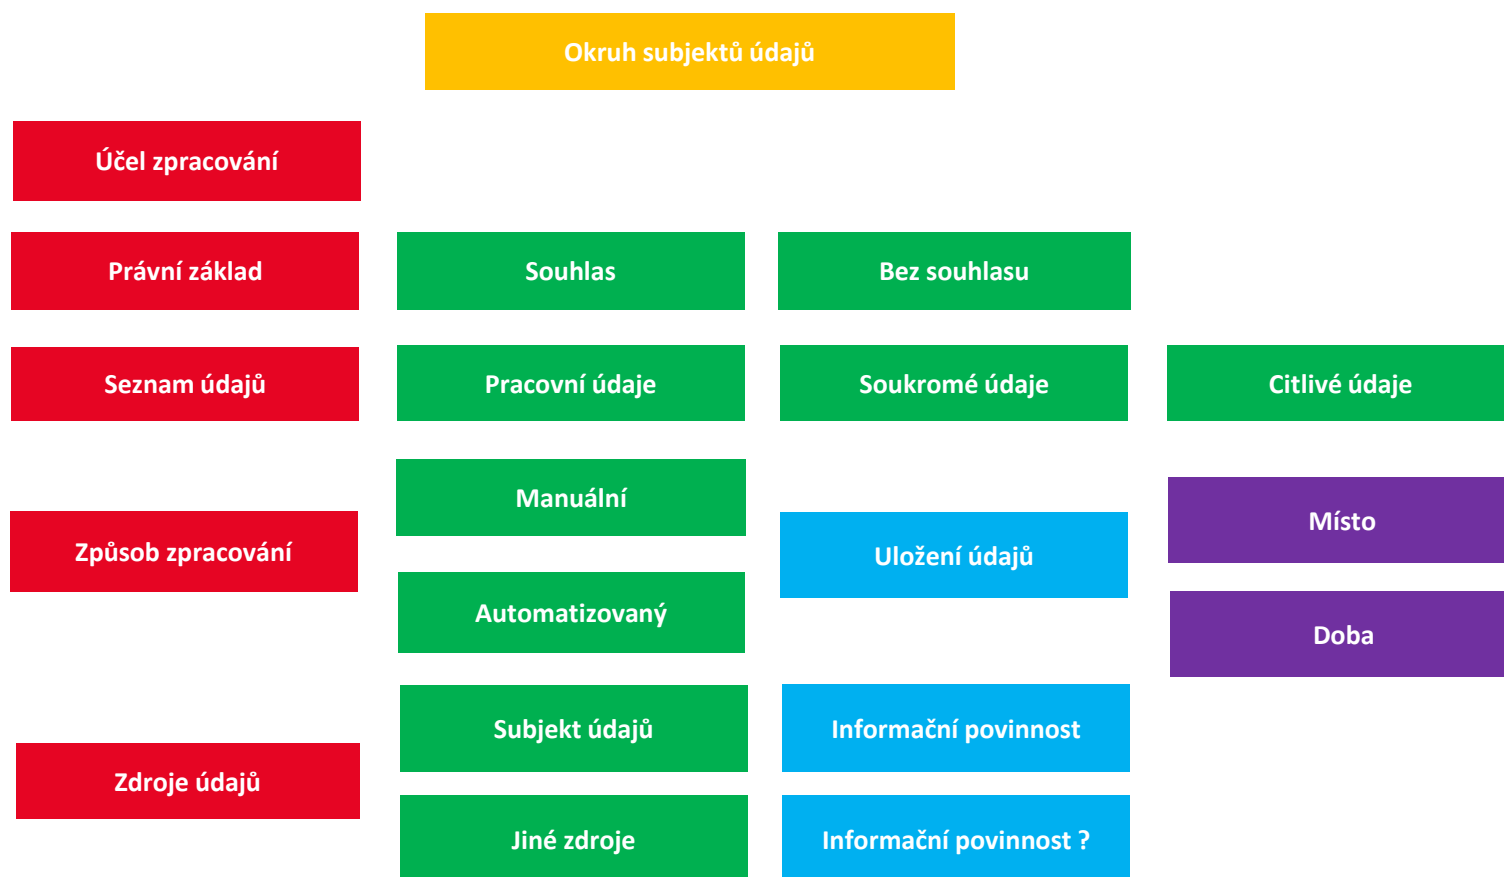 Okruh subjektů údajů
Účel zpracování
Právní základ
Souhlas
Bez souhlasu
Seznam údajů
Pracovní údaje
Soukromé údaje
Citlivé údaje
Způsob zpracování
Manuální
Automatizovaný
Uložení údajů
Místo
Doba
Zdroje údajů
Subjekt údajů
Informační povinnost
Jiné zdroje
Informační povinnost ?